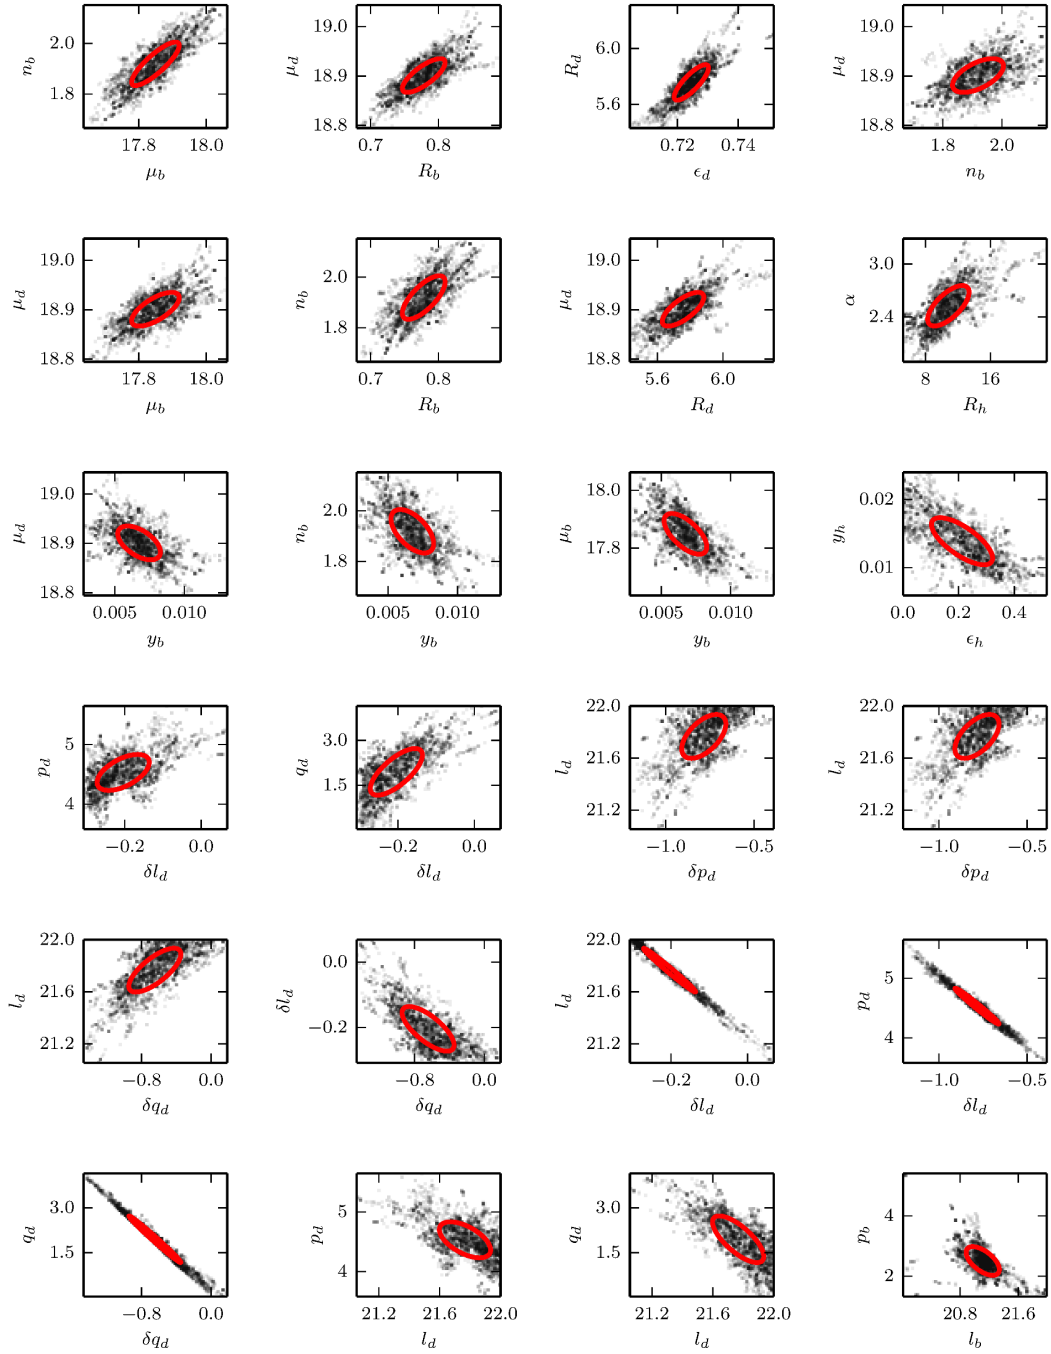 2.0 19.0 6.0 19.0
n_b μ_d R_d μ_d
1.8 18.9 5.6 18.9
18.8 18.8
17.8 18.0 0.7 0.8 0.72 0.74 1.8 2.0
μ_b R_b ϵ_d n_b
19.0 2.0 19.0 3.0
μ_d n_b μ_d α
18.9 1.8 18.9 2.4
18.8 18.8
17.8 18.0 0.7 0.8 5.6 6.0 8 16
μ_b R_b R_d R_h
19.0 2.0 18.0 0.02
μ_d n_b μ_b y_h
18.9 1.8 17.8 0.01
18.8
0.005 0.010 0.005 0.010 0.005 0.010 0.0 0.2 0.4
y_b y_b y_b ϵ_h
5 3.0 22.0 22.0
p_d q_d l_d l_d
4 1.5 21.6 21.6
21.2 21.2
−0.2 0.0 −0.2 0.0 −1.0 −0.5 −1.0 −0.5
δl_d δl_d δp_d δp_d
22.0 0.0 22.0 5
l_d δl_d l_d p_d
21.6 −0.2 21.6 4
21.2 21.2
−0.8 0.0 −0.8 0.0 −0.2 0.0 −1.0 −0.5
δq_d δq_d δl_d δl_d
3.0 5 3.0 4
q_d p_d q_d p_b
1.5 4 1.5 2
−0.8 0.0 21.2 21.6 22.0 21.2 21.6 22.0 20.8 21.6
δq_d l_d l_d l_b